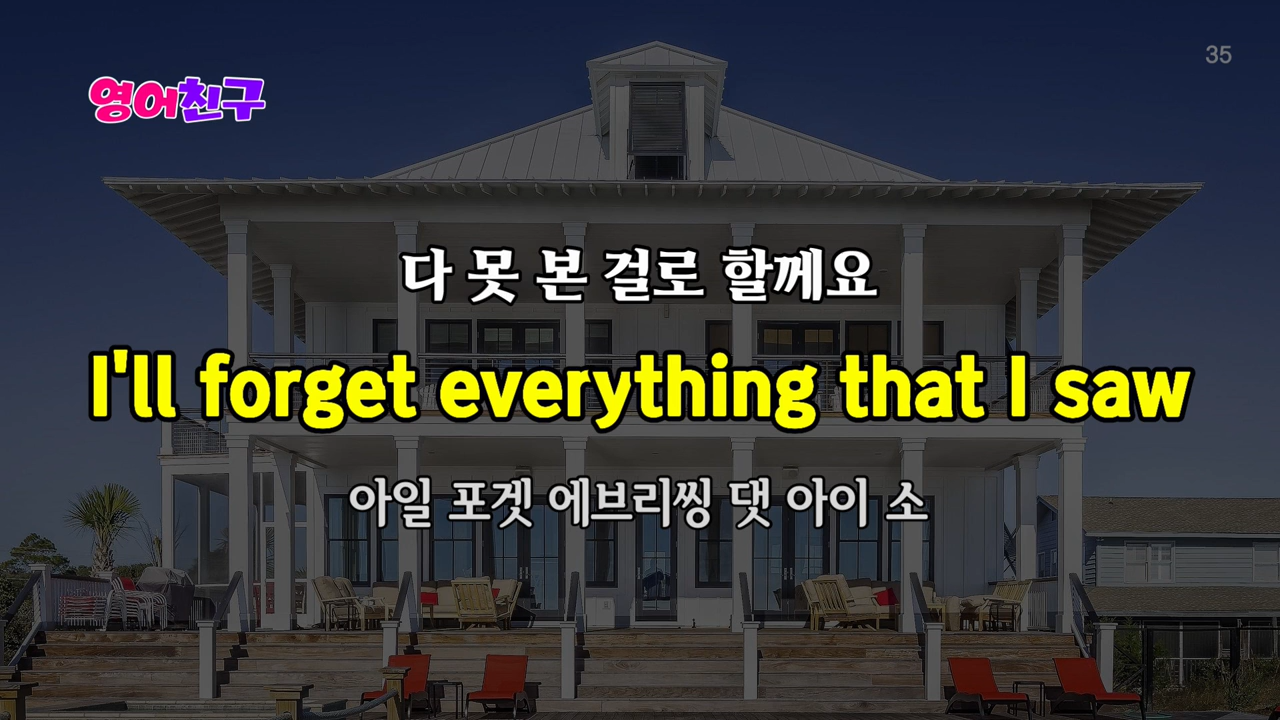 35
영어친구
다 못 본 걸로 할께요
I'll forget everything that I saw
아일 포겟 에브리씽 댓 아이 소